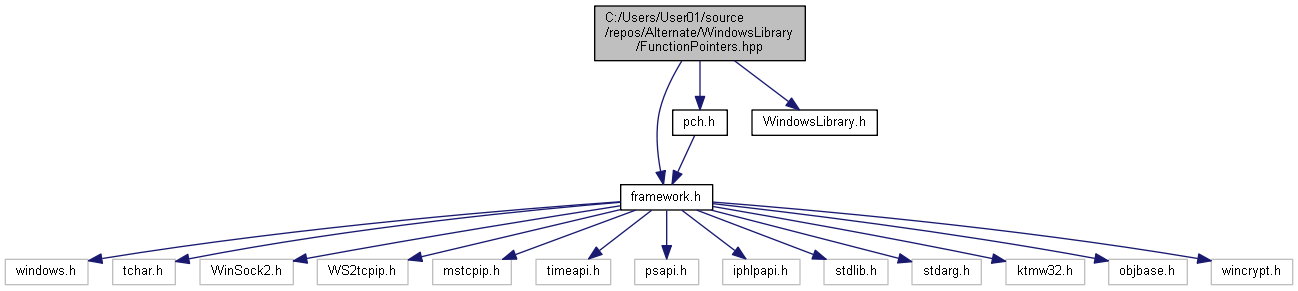 C:/Users/User01/source
/repos/Alternate/WindowsLibrary
/FunctionPointers.hpp
pch.h
WindowsLibrary.h
framework.h
windows.h
tchar.h
WinSock2.h
WS2tcpip.h
mstcpip.h
timeapi.h
psapi.h
iphlpapi.h
stdlib.h
stdarg.h
ktmw32.h
objbase.h
wincrypt.h